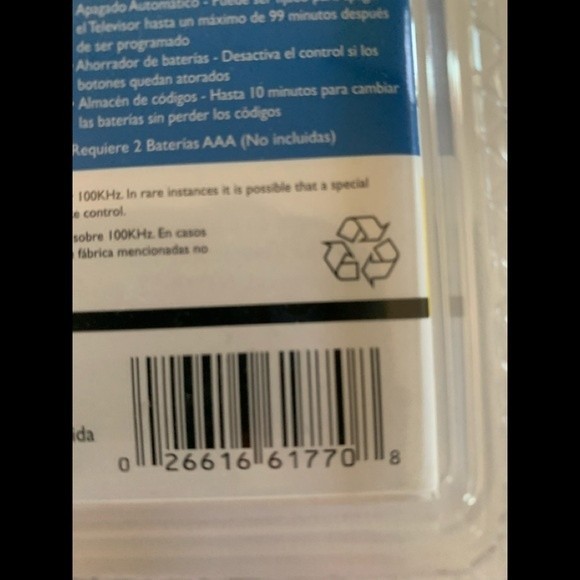 Apagado Automático - Puede ser
el Televisor hasta un máximo de 99 minutos después
de ser programado
Ahorrador de baterías - Desactiva el control si los
botones quedan atorados
Almacén de códigos - Hasta 10 minutos para cambiar
las baterías sin perder los códigos
Requiere 2 Baterías AAA (No incluidas)
100KHz. In rare instances it is possible that a special
e control.
sobre 100KHz. En casos
fábrica mencionadas no
ida
0 26616 61770 8